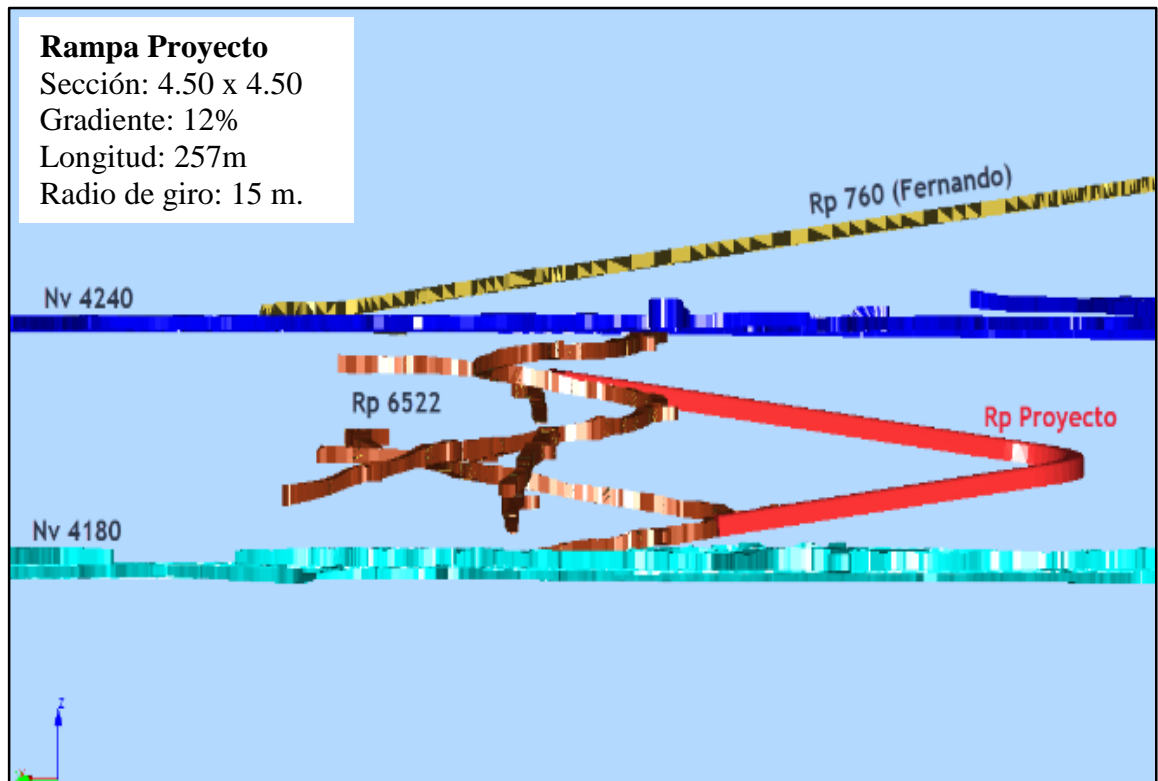 Rampa Proyecto
Sección: 4.50 x 4.50
Gradiente: 12%
Longitud: 257m
Radio de giro: 15 m.
Rp 760 (Fernando)
Nv 4240
Rp 6522
Rp Proyecto
Nv 4180
z